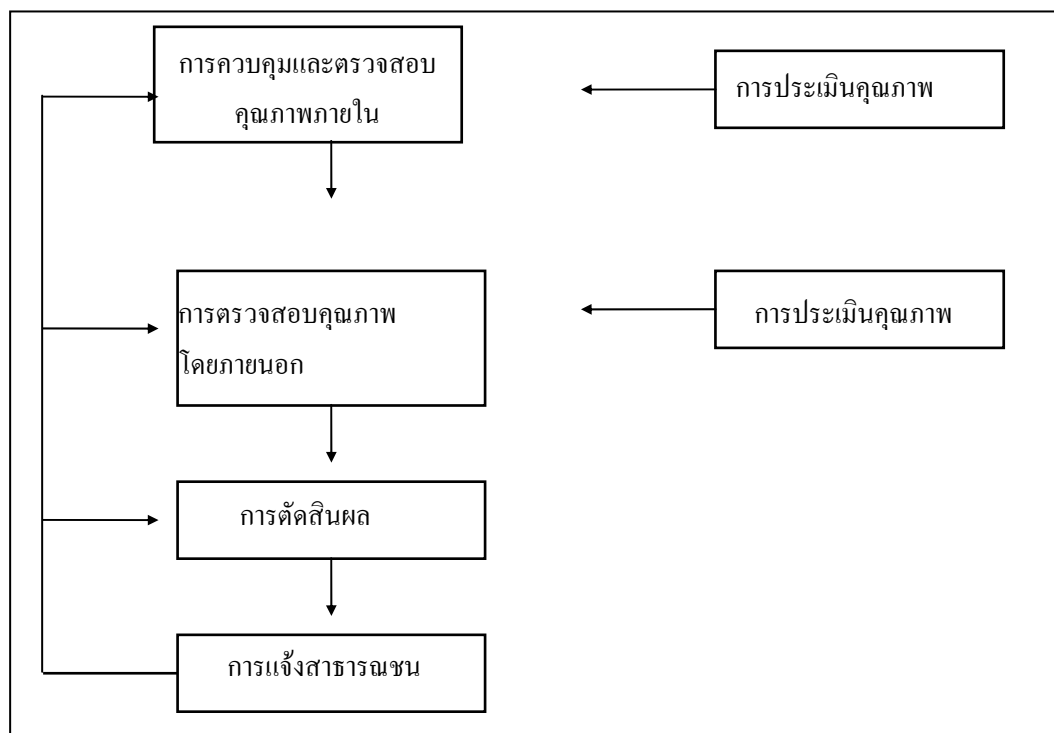 การควบคุมและตรวจสอบ
คุณภาพภายใน
การประเมินคุณภาพ
การตรวจสอบคุณภาพ
โดยภายนอก
การประเมินคุณภาพ
การตัดสินผล
การแจ้งสาธารณชน